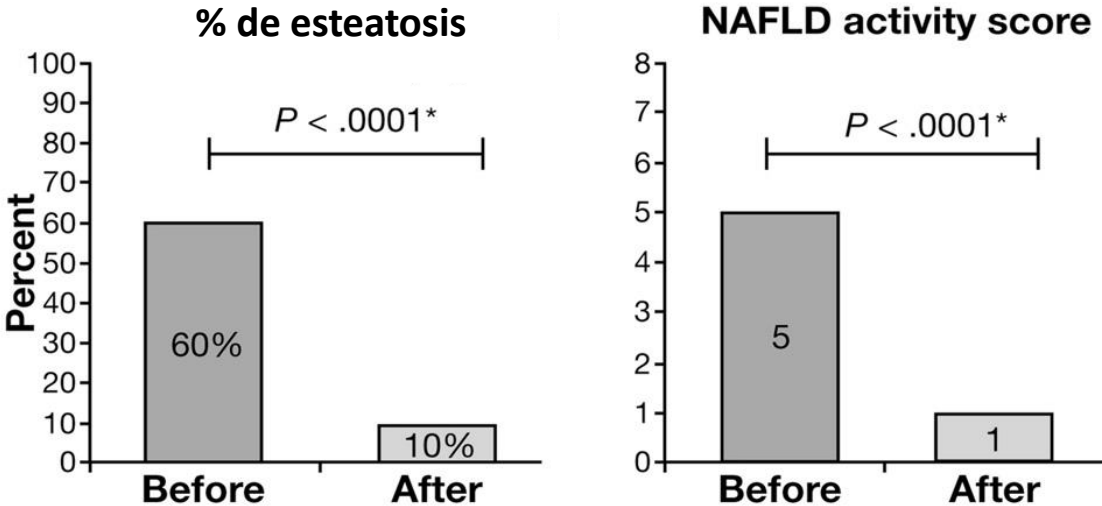 % de esteatosis
Percent
100
90
80
70
60
50
40
30
20
10
0
P < .0001*
60%
10%
Before
After
NAFLD activity score
8
7
6
5
4
3
2
1
0
P < .0001*
5
1
Before
After